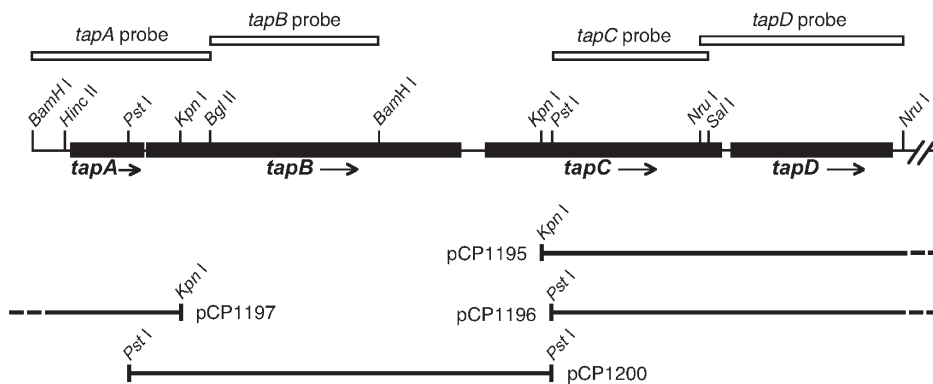 tapA probe
tapB probe
tapC probe
tapD probe
BamH I
Hinc II
Pst I
Kpn I
Bgl II
BamH I
Kpn I
Pst I
Nru I
Sal I
Nru I
tapA
tapB
tapC
tapD
Kpn I
pCP1195
Kpn I
pCP1197
Pst I
pCP1196
Pst I
Pst I
pCP1200